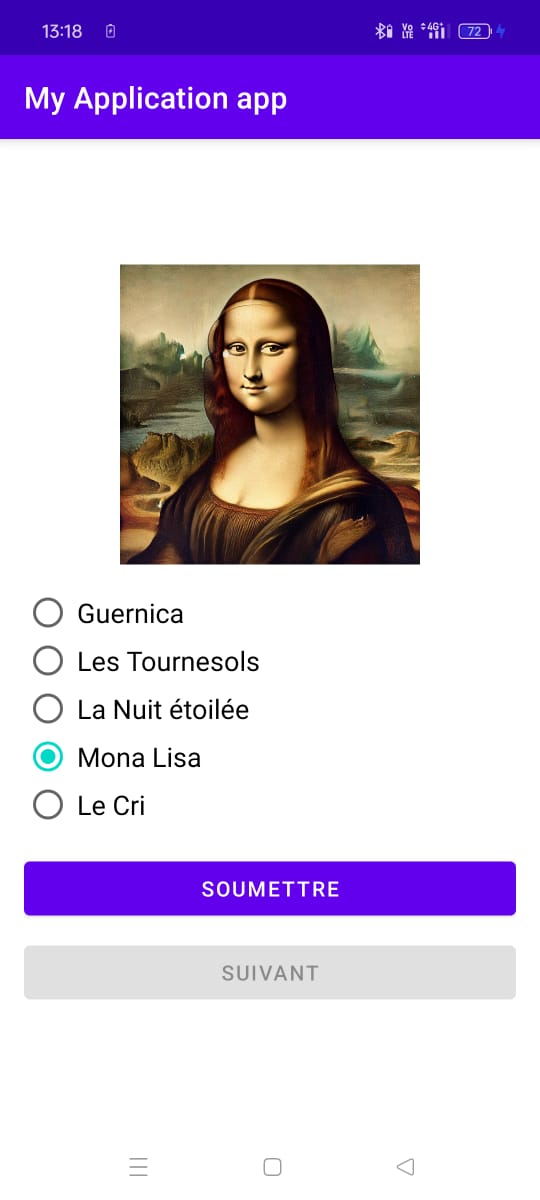 13:18 Vo LTE 4G+ 72
My Application app
Guernica
Les Tournesols
La Nuit étoilée
Mona Lisa
Le Cri
SOUMETTRE
SUIVANT